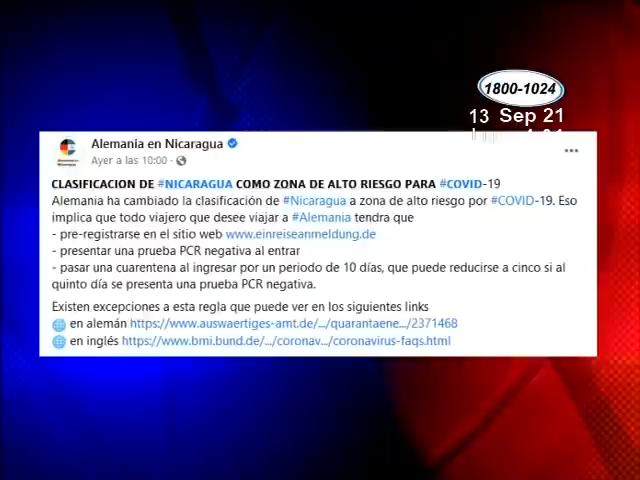 1800-1024
13 Sep 21
Alemania en Nicaragua
Ayer a las 10:00 ·
CLASIFICACION DE #NICARAGUA COMO ZONA DE ALTO RIESGO PARA #COVID-19
Alemania ha cambiado la clasificación de #Nicaragua a zona de alto riesgo por #COVID-19. Eso
implica que todo viajero que desee viajar a #Alemania tendra que
- pre-registrarse en el sitio web www.einreiseanmeldung.de
- presentar una prueba PCR negativa al entrar
- pasar una cuarentena al ingresar por un periodo de 10 días, que puede reducirse a cinco si al
quinto día se presenta una prueba PCR negativa.
Existen excepciones a esta regla que puede ver en los siguientes links
en alemán https://www.auswaertiges-amt.de/.../quarantaene.../2371468
en inglés https://www.bmi.bund.de/.../coronav.../coronavirus-faqs.html